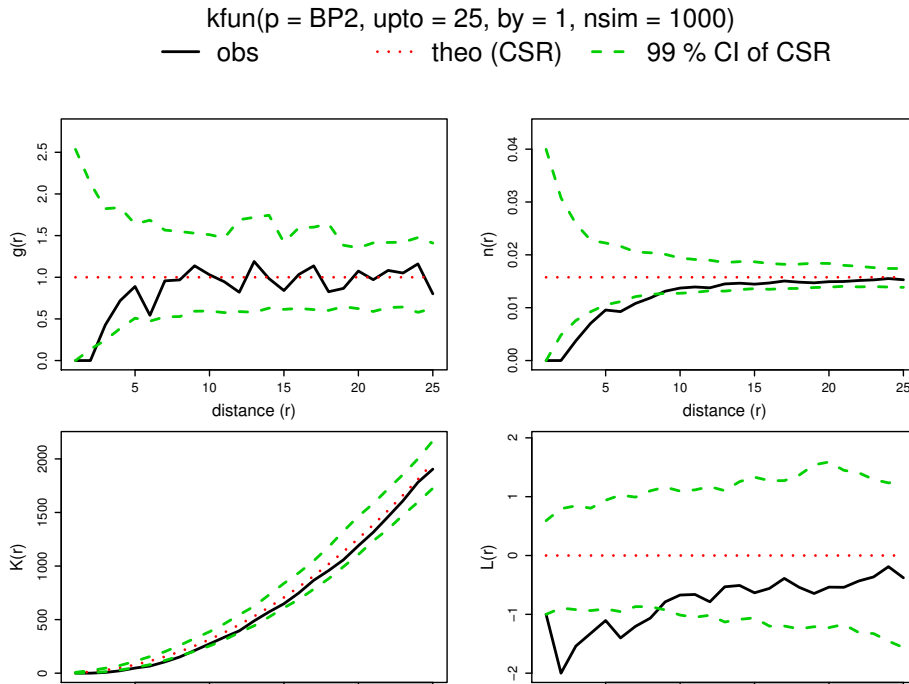 kfun(p = BP2, upto = 25, by = 1, nsim = 1000)
obs theo (CSR) 99 % CI of CSR
g(r)
0.0 0.5 1.0 1.5 2.0 2.5
5 10 15 20 25
distance (r)
n(r)
0.00 0.01 0.02 0.03 0.04
5 10 15 20 25
distance (r)
K(r)
0 500 1000 1500 2000
L(r)
−2 −1 0 1 2